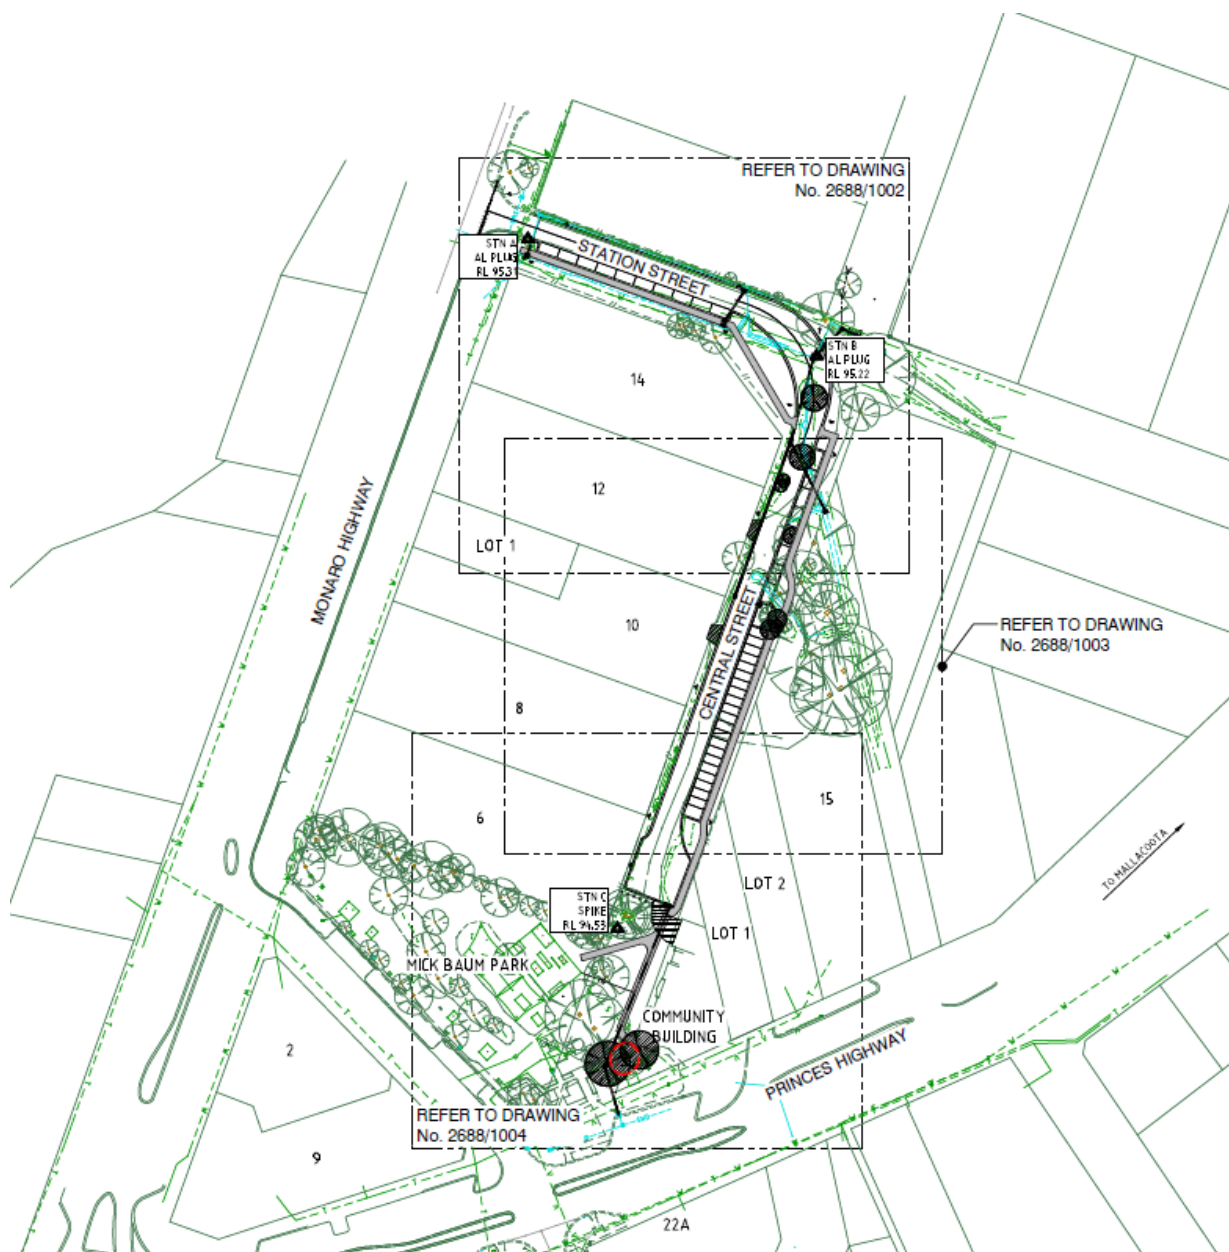 REFER TO DRAWING
No. 2688/1002
STN A
AL PLUG
RL 95.31
STATION STREET
STN B
AL PLUG
RL 95.22
14
12
LOT 1
MONARO HIGHWAY
10
CENTRAL STREET
REFER TO DRAWING
No. 2688/1003
8
6
15
TO MALLACOOTA
LOT 2
STN C
SPIKE
RL 94.53
LOT 1
MICK BAUM PARK
COMMUNITY
BUILDING
2
PRINCES HIGHWAY
REFER TO DRAWING
No. 2688/1004
9
22A